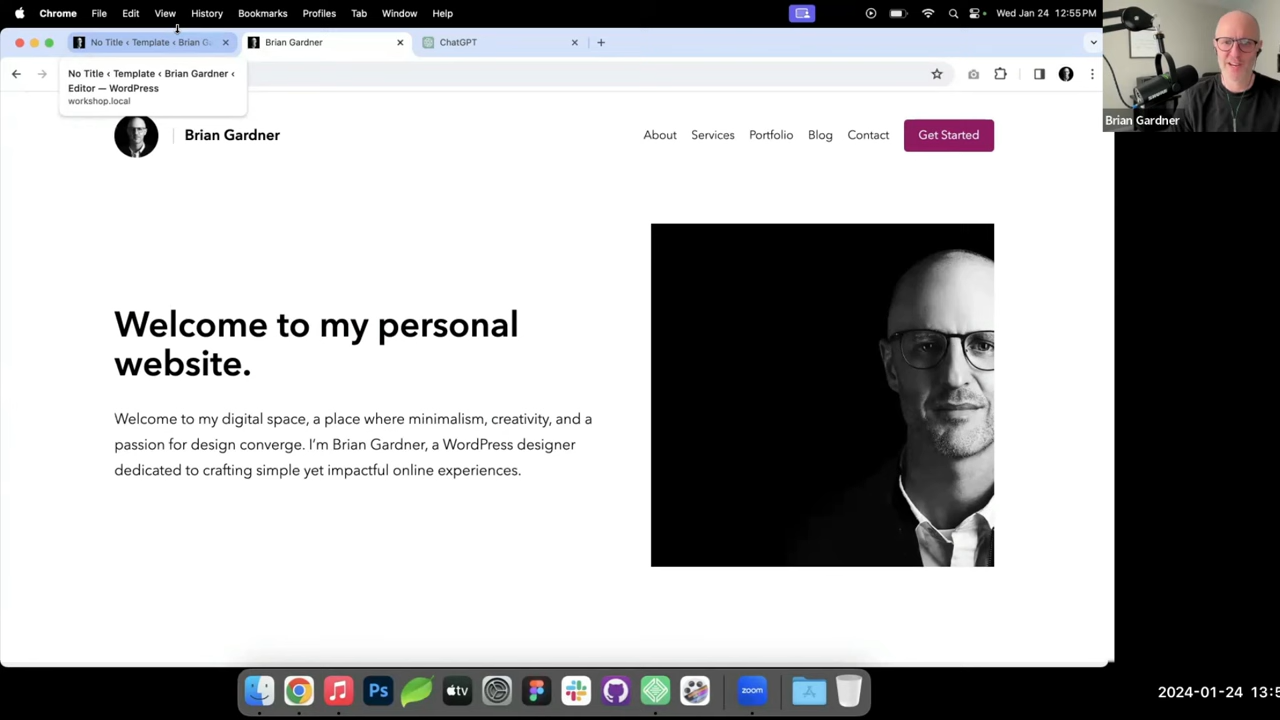 Chrome File Edit View History Bookmarks Profiles Tab Window Help
Wed Jan 24 12:55 PM
No Title ‹ Template ‹ Brian G
Brian Gardner
ChatGPT
No Title ‹ Template ‹ Brian Gardner ‹
Editor — WordPress
workshop.local
Brian Gardner
Brian Gardner
About Services Portfolio Blog Contact Get Started
Welcome to my personal
website.
Welcome to my digital space, a place where minimalism, creativity, and a
passion for design converge. I'm Brian Gardner, a WordPress designer
dedicated to crafting simple yet impactful online experiences.
Ps
tv
zoom
2024-01-24 13:5